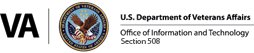 VA
U.S. Department of Veterans Affairs
Office of Information and Technology
Section 508